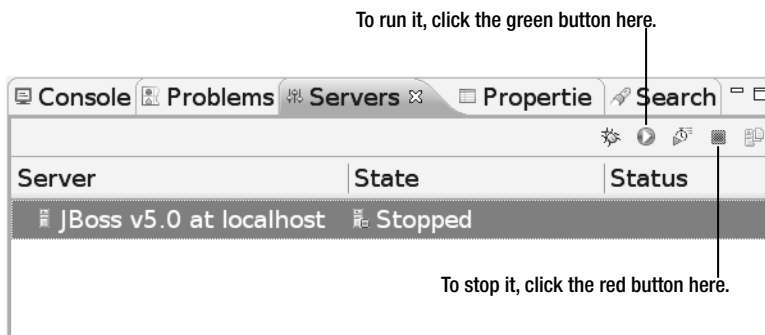 To run it, click the green button here.
Console Problems Servers Propertie Search
Server State Status
JBoss v5.0 at localhost Stopped
To stop it, click the red button here.